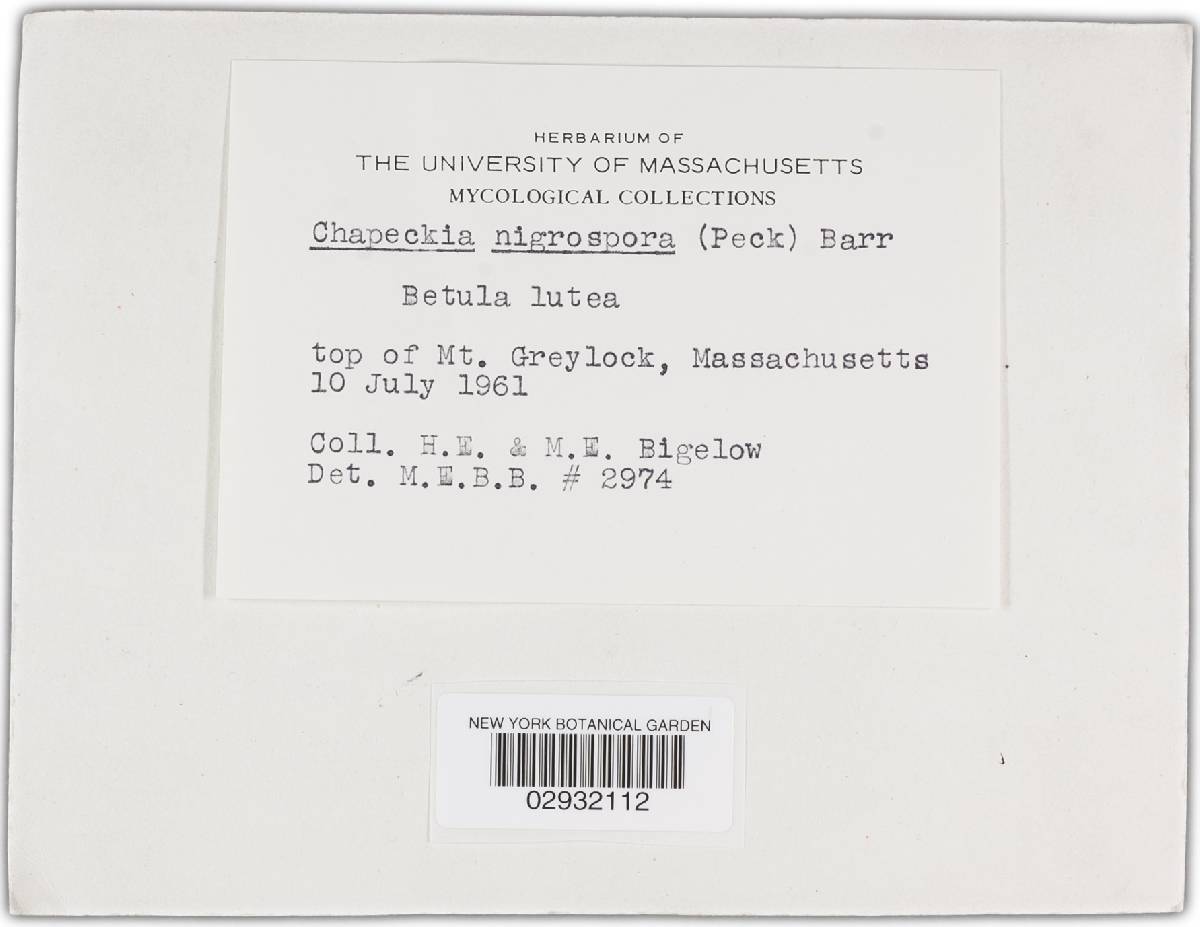 HERBARIUM OF
THE UNIVERSITY OF MASSACHUSETTS
MYCOLOGICAL COLLECTIONS
Chapeckia nigrospora (Peck) Barr
Betula lutea
top of Mt. Greylock, Massachusetts
10 July 1961
Coll. H.E. & M.E. Bigelow
Det. M.E.B.B. # 2974
NEW YORK BOTANICAL GARDEN
02932112